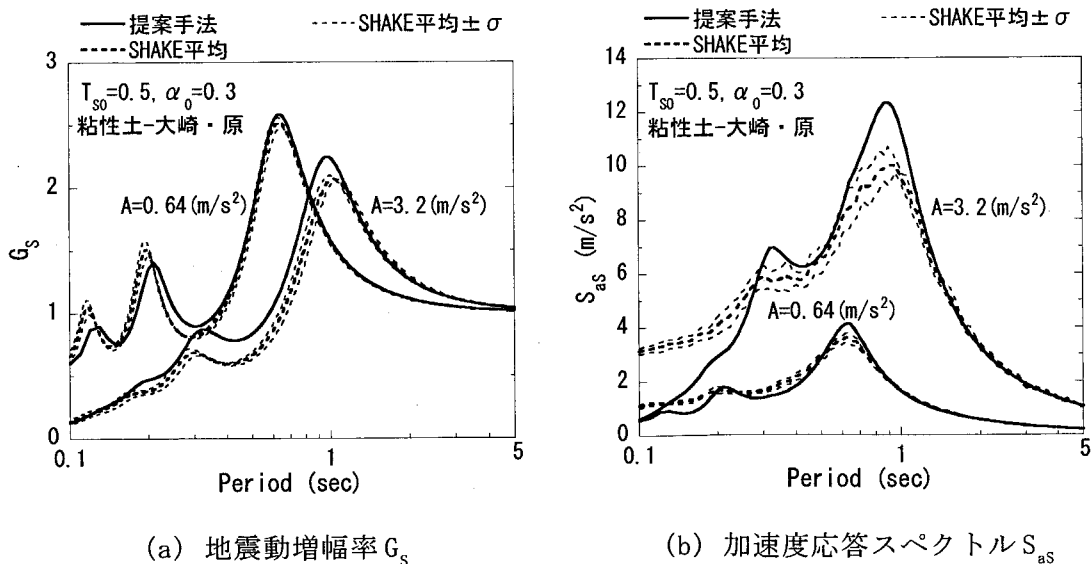 提案手法
SHAKE平均
SHAKE平均±σ
3
2
1
0
T_S0=0.5, α_0=0.3
粘性土-大崎・原
A=0.64(m/s²)
A=3.2(m/s²)
G_S
0.1
1
5
Period (sec)
(a) 地震動増幅率G_S
提案手法
SHAKE平均
SHAKE平均±σ
14
12
10
8
6
4
2
0
T_S0=0.5, α_0=0.3
粘性土-大崎・原
A=3.2(m/s²)
A=0.64(m/s²)
S_aS (m/s²)
0.1
1
5
Period (sec)
(b) 加速度応答スペクトルS_aS